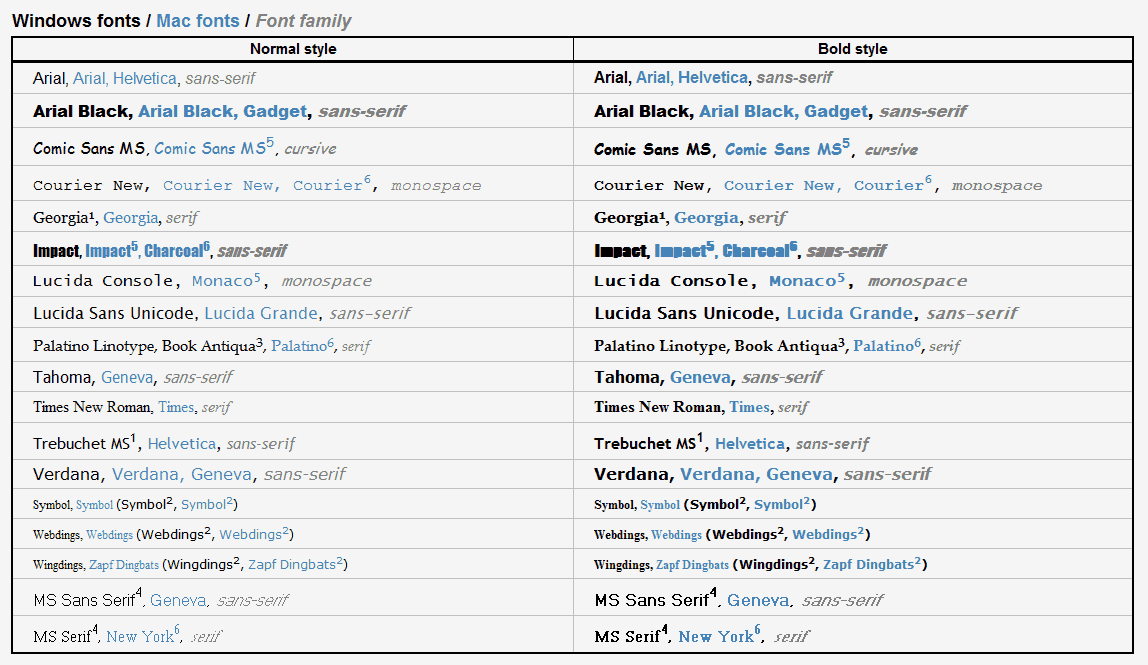 Windows fonts / Mac fonts / Font family
Normal style Bold style
Arial, Arial, Helvetica, sans-serif Arial, Arial, Helvetica, sans-serif
Arial Black, Arial Black, Gadget, sans-serif Arial Black, Arial Black, Gadget, sans-serif
Comic Sans MS, Comic Sans MS⁵, cursive Comic Sans MS, Comic Sans MS⁵, cursive
Courier New, Courier New, Courier⁶, monospace Courier New, Courier New, Courier⁶, monospace
Georgia¹, Georgia, serif Georgia¹, Georgia, serif
Impact, Impact⁵, Charcoal⁶, sans-serif Impact, Impact⁵, Charcoal⁶, sans-serif
Lucida Console, Monaco⁵, monospace Lucida Console, Monaco⁵, monospace
Lucida Sans Unicode, Lucida Grande, sans-serif Lucida Sans Unicode, Lucida Grande, sans-serif
Palatino Linotype, Book Antiqua³, Palatino⁶, serif Palatino Linotype, Book Antiqua³, Palatino⁶, serif
Tahoma, Geneva, sans-serif Tahoma, Geneva, sans-serif
Times New Roman, Times, serif Times New Roman, Times, serif
Trebuchet MS¹, Helvetica, sans-serif Trebuchet MS¹, Helvetica, sans-serif
Verdana, Verdana, Geneva, sans-serif Verdana, Verdana, Geneva, sans-serif
Symbol, Symbol (Symbol², Symbol²) Symbol, Symbol (Symbol², Symbol²)
Webdings, Webdings (Webdings², Webdings²) Webdings, Webdings (Webdings², Webdings²)
Wingdings, Zapf Dingbats (Wingdings², Zapf Dingbats²) Wingdings, Zapf Dingbats (Wingdings², Zapf Dingbats²)
MS Sans Serif⁴, Geneva, sans-serif MS Sans Serif⁴, Geneva, sans-serif
MS Serif⁴, New York⁶, serif MS Serif⁴, New York⁶, serif